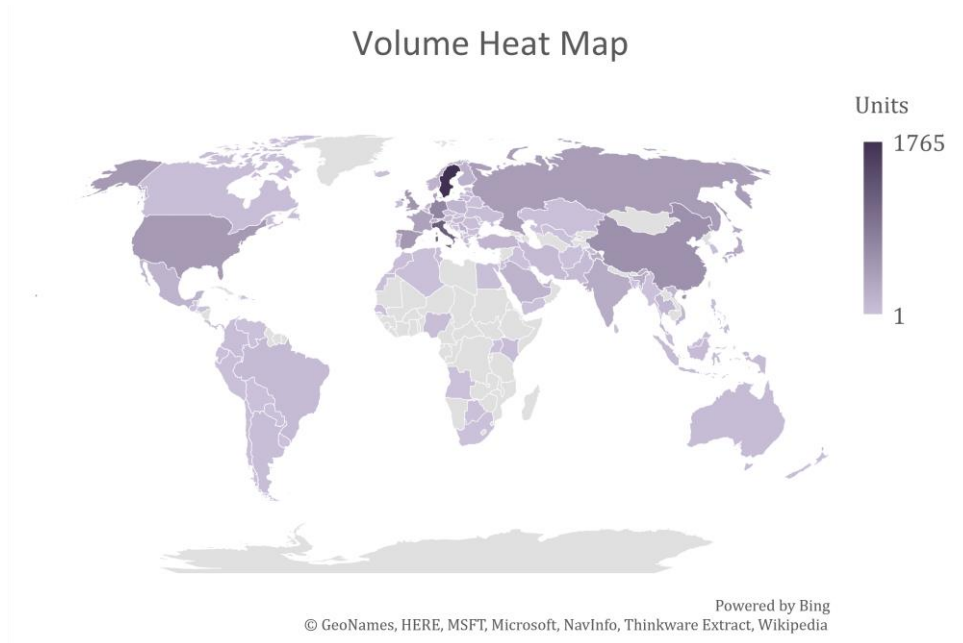 Volume Heat Map
Units
1765
1
Powered by Bing
© GeoNames, HERE, MSFT, Microsoft, NavInfo, Thinkware Extract, Wikipedia